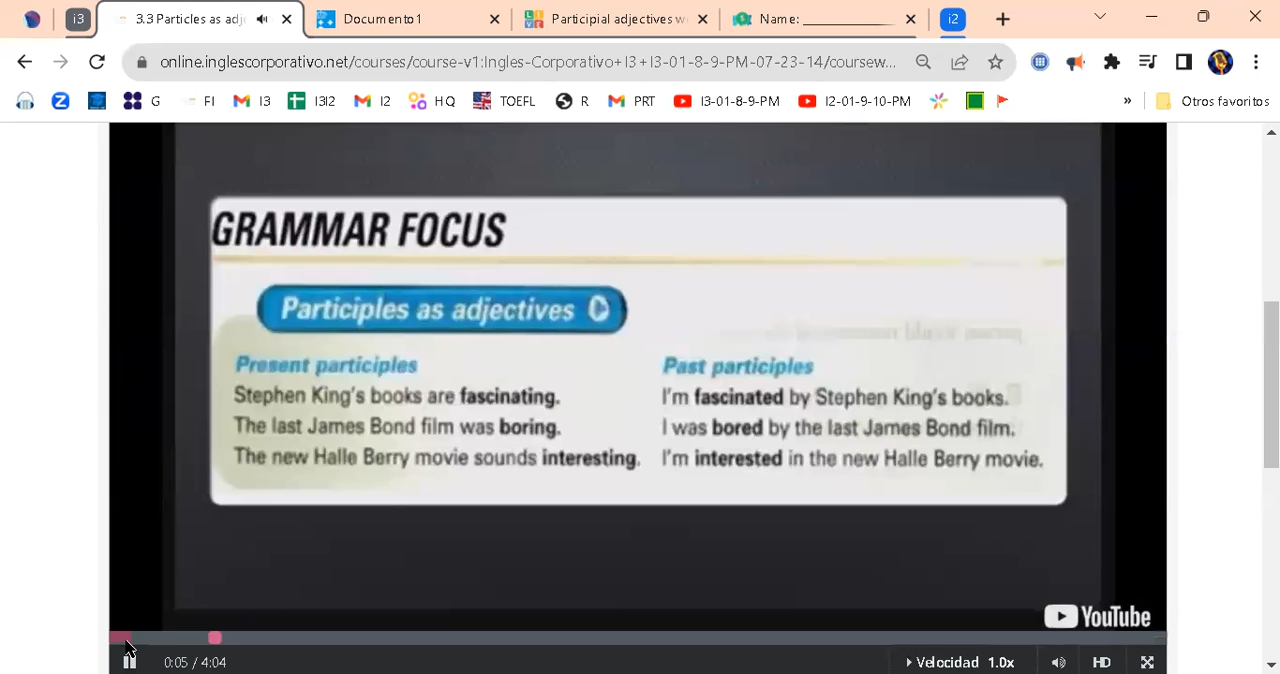 i3
3.3 Particles as adj
Documento1
Participial adjectives w
Name: ____________
i2
online.inglescorporativo.net/courses/course-v1:Ingles-Corporativo+I3+I3-01-8-9-PM-07-23-14/coursew...
G
FI
I3
I3I2
I2
HQ
TOEFL
R
PRT
I3-01-8-9-PM
I2-01-9-10-PM
»
Otros favoritos
GRAMMAR FOCUS
Participles as adjectives
Present participles
Stephen King's books are fascinating.
The last James Bond film was boring.
The new Halle Berry movie sounds interesting.
Past participles
I'm fascinated by Stephen King's books.
I was bored by the last James Bond film.
I'm interested in the new Halle Berry movie.
YouTube
0:05 / 4:04
Velocidad 1.0x
HD